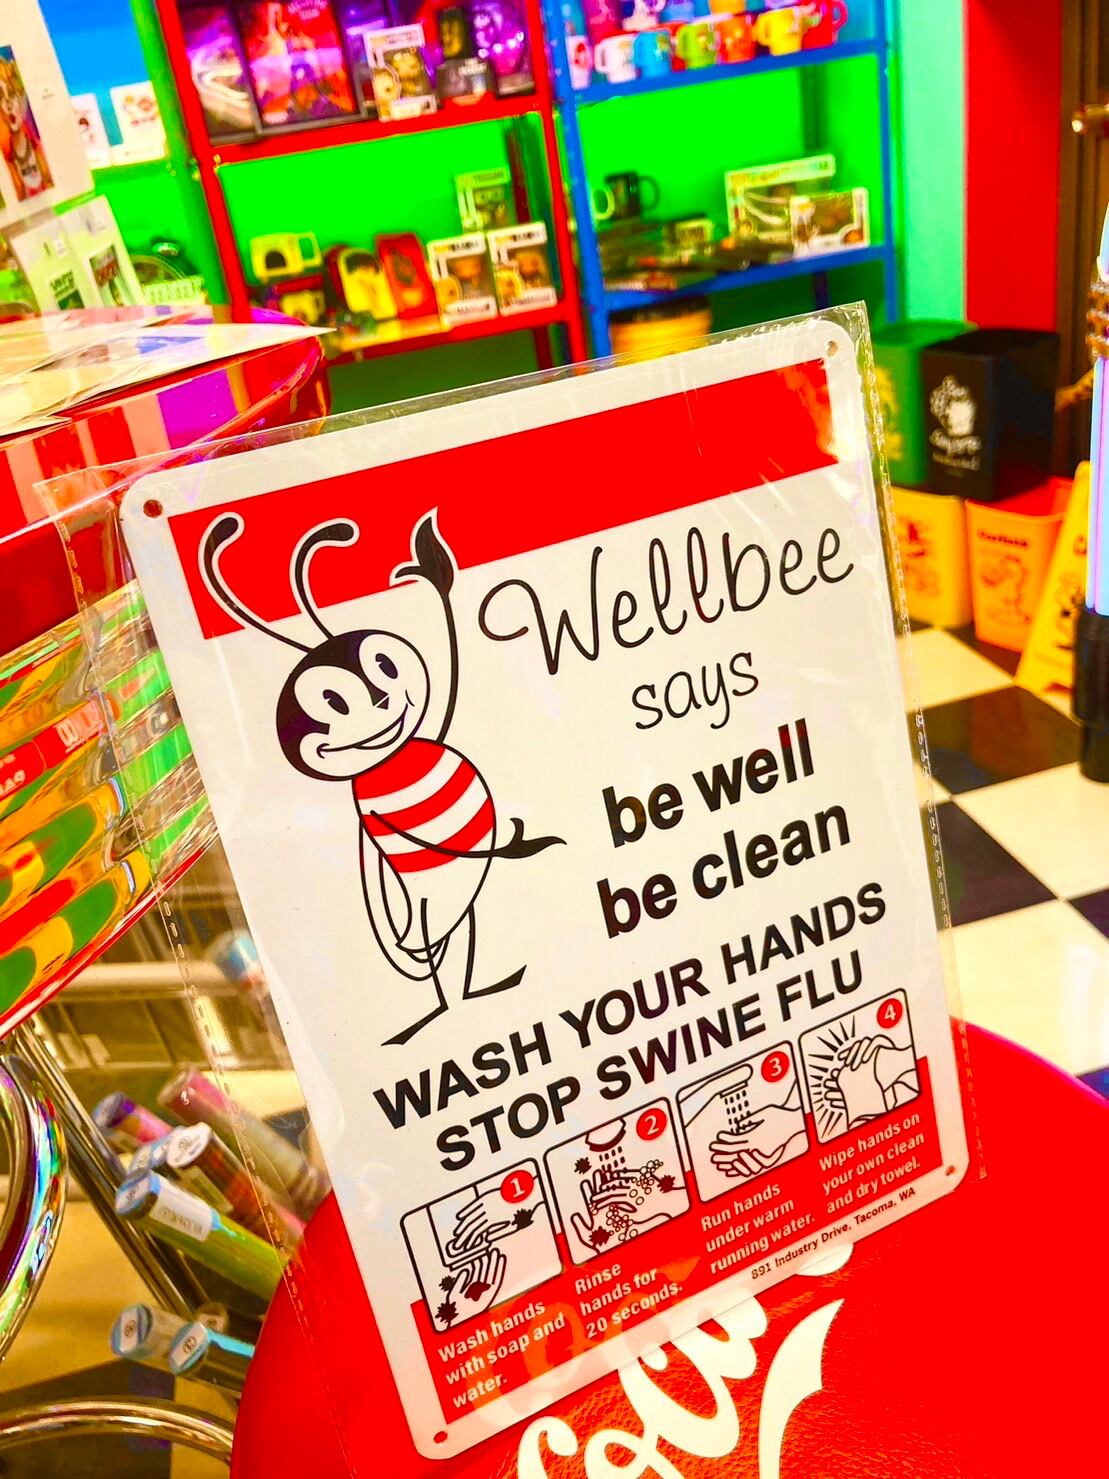 Wellbee
says
be well
be clean
WASH YOUR HANDS
STOP SWINE FLU
1
Wash hands
with soap and
water.
2
Rinse
hands for
20 seconds.
3
Run hands
under warm
running water.
4
Wipe hands on
your own clean
and dry towel.
891 Industry Drive, Tacoma, WA